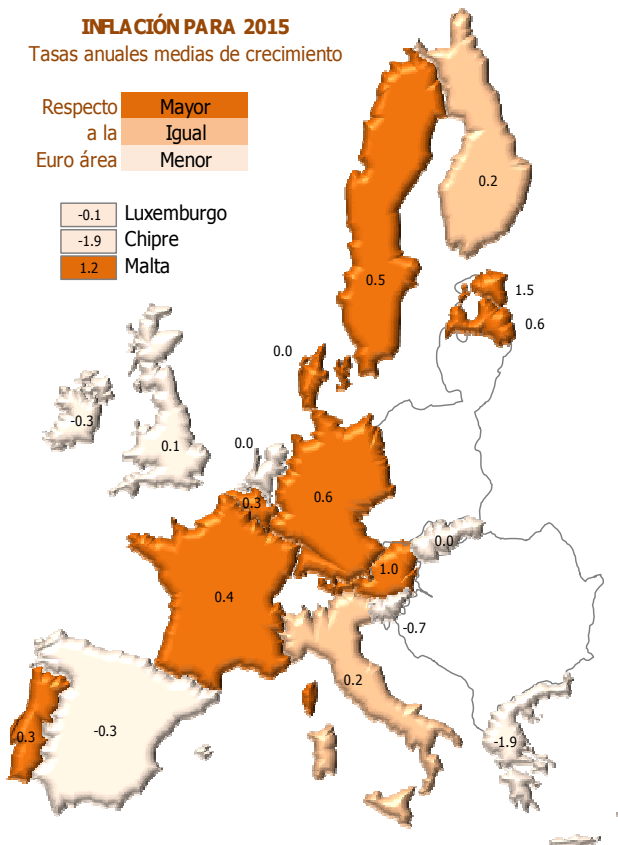 INFLACIÓN PARA 2015
Tasas anuales medias de crecimiento
Respecto a la Euro área
Mayor
Igual
Menor
-0.1 Luxemburgo
-1.9 Chipre
1.2 Malta
0.2
0.5
1.5
0.6
0.0
-0.3
0.1
0.0
0.3
0.6
0.0
1.0
0.4
-0.7
0.2
0.3
-0.3
-1.9